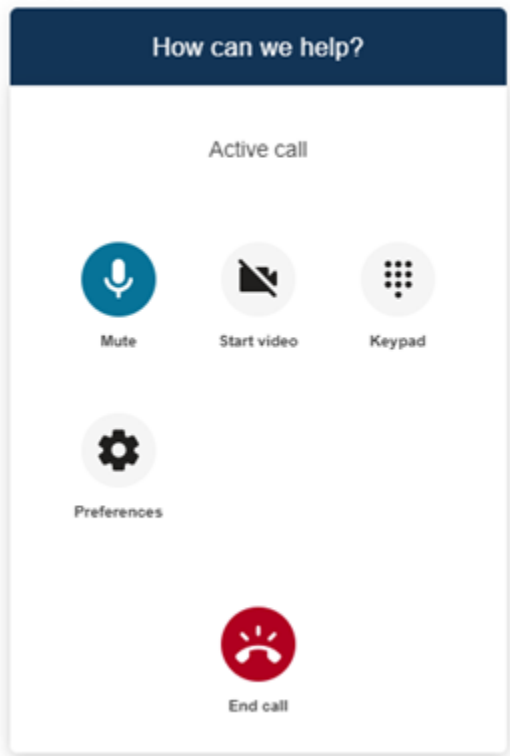 How can we help?
Active call
Mute
Start video
Keypad
Preferences
End call